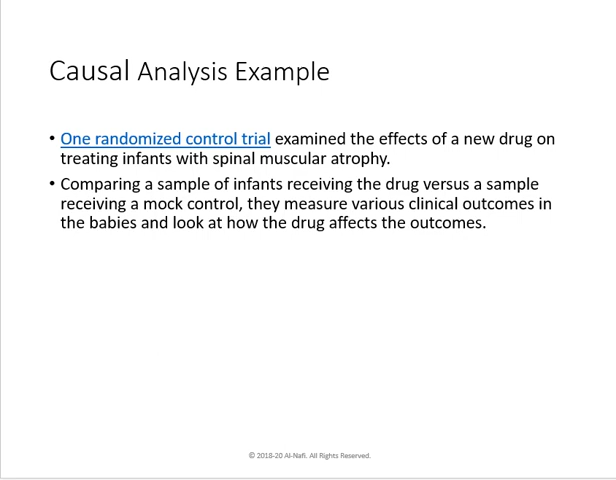 Causal Analysis Example
• One randomized control trial examined the effects of a new drug on
treating infants with spinal muscular atrophy.
• Comparing a sample of infants receiving the drug versus a sample
receiving a mock control, they measure various clinical outcomes in
the babies and look at how the drug affects the outcomes.
© 2018-20 Al-Nafi. All Rights Reserved.